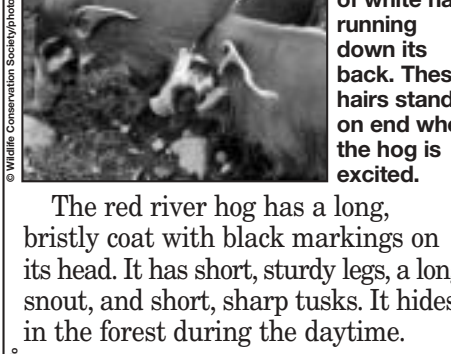 © Wildlife Conservation Society/photo
of white ha
running
down its
back. Thes
hairs stand
on end whe
the hog is
excited.
The red river hog has a long,
bristly coat with black markings on
its head. It has short, sturdy legs, a lon
snout, and short, sharp tusks. It hides
in the forest during the daytime.